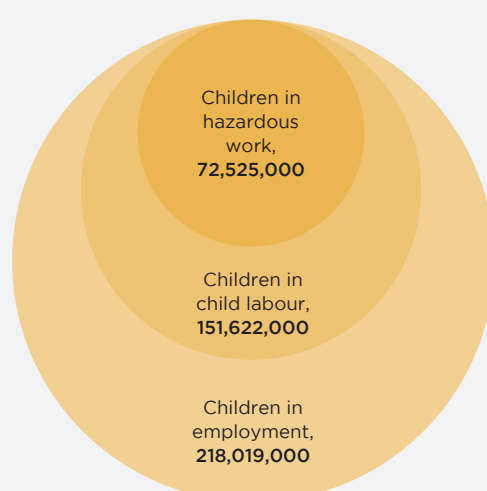 Children in
hazardous
work,
72,525,000
Children in
child labour,
151,622,000
Children in
employment,
218,019,000